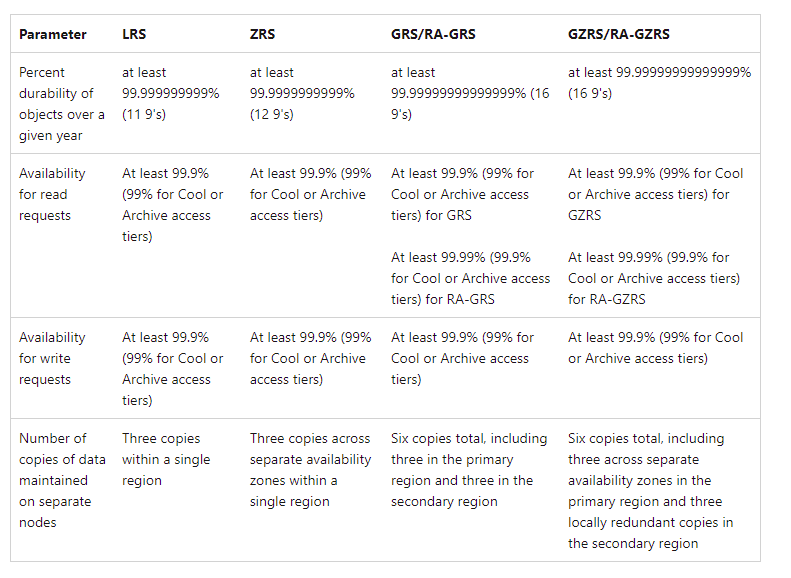 Parameter
LRS
ZRS
GRS/RA-GRS
GZRS/RA-GZRS
Percent
durability of
objects over a
given year
at least
99.999999999%
(11 9's)
at least
99.9999999999%
(12 9's)
at least
99.99999999999999% (16
9's)
at least 99.99999999999999%
(16 9's)
Availability
for read
requests
At least 99.9%
(99% for Cool or
Archive access
tiers)
At least 99.9% (99%
for Cool or Archive
access tiers)
At least 99.9% (99% for
Cool or Archive access
tiers) for GRS
At least 99.99% (99.9%
for Cool or Archive access
tiers) for RA-GRS
At least 99.9% (99% for Cool
or Archive access tiers) for
GZRS
At least 99.99% (99.9% for
Cool or Archive access tiers)
for RA-GZRS
Availability
for write
requests
At least 99.9%
(99% for Cool or
Archive access
tiers)
At least 99.9% (99%
for Cool or Archive
access tiers)
At least 99.9% (99% for
Cool or Archive access
tiers)
At least 99.9% (99% for Cool
or Archive access tiers)
Number of
copies of data
maintained
on separate
nodes
Three copies
within a single
region
Three copies across
separate availability
zones within a
single region
Six copies total, including
three in the primary
region and three in the
secondary region
Six copies total, including
three across separate
availability zones in the
primary region and three
locally redundant copies in
the secondary region